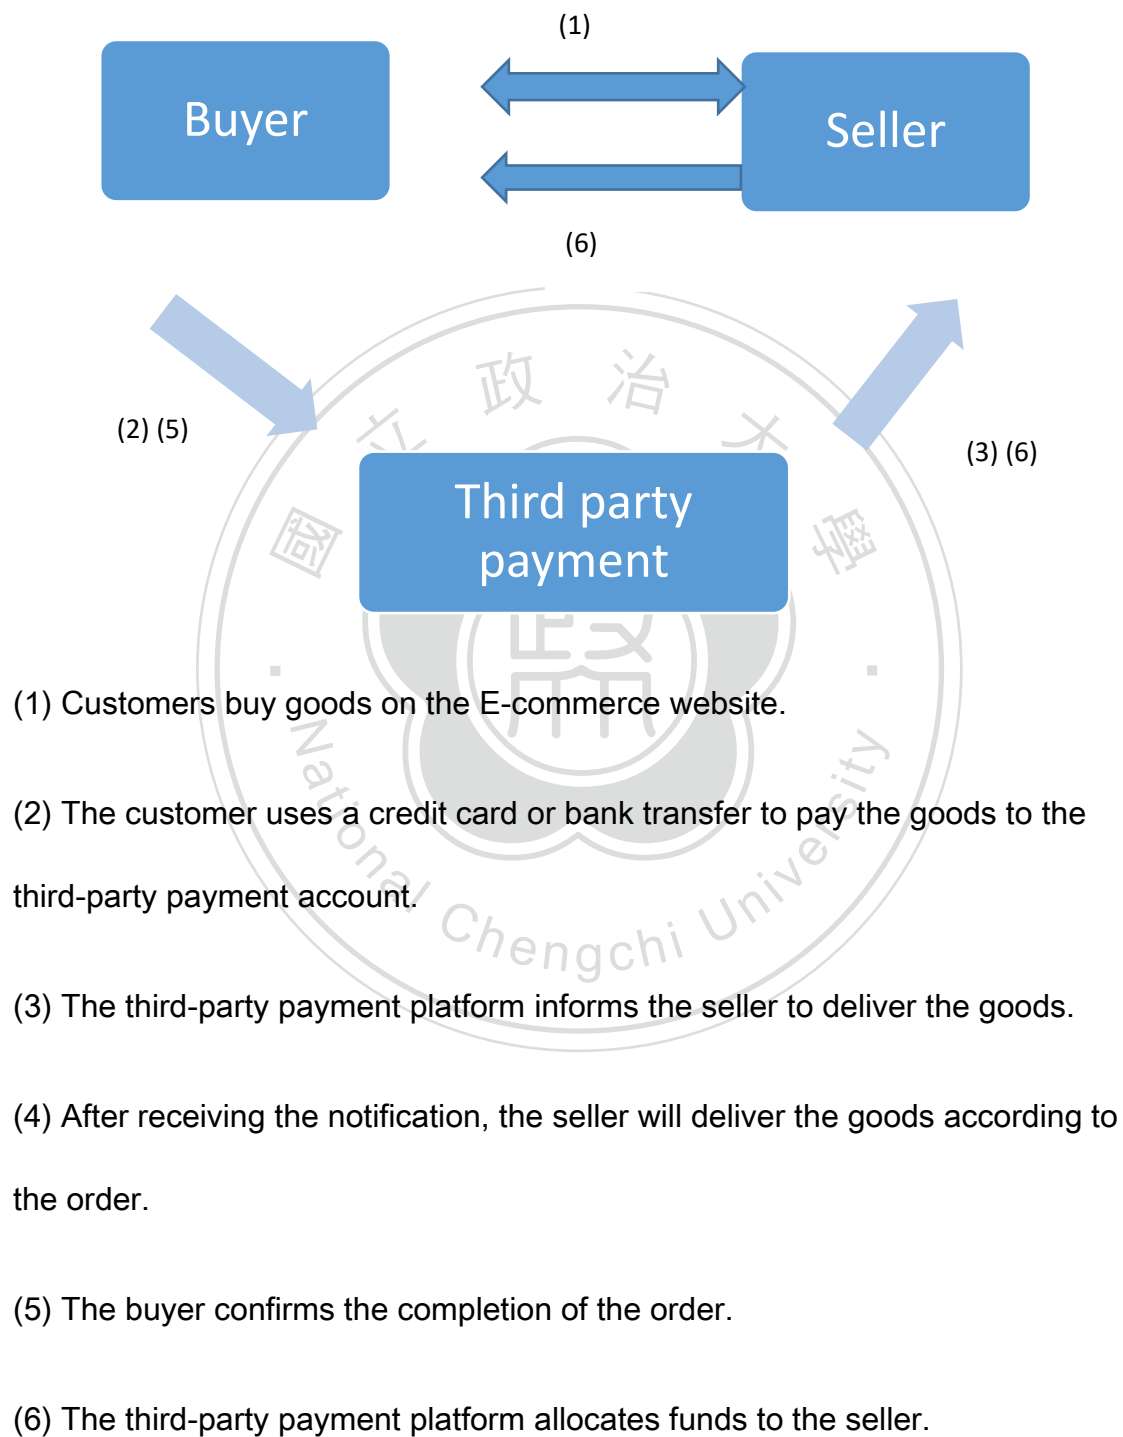 (1)
Buyer
Seller
(6)
(2) (5)
(3) (6)
Third party
payment
國立政治大學
(1) Customers buy goods on the E-commerce website.
(2) The customer uses a credit card or bank transfer to pay the goods to the
third-party payment account.
(3) The third-party payment platform informs the seller to deliver the goods.
(4) After receiving the notification, the seller will deliver the goods according to
the order.
(5) The buyer confirms the completion of the order.
(6) The third-party payment platform allocates funds to the seller.
National Chengchi University